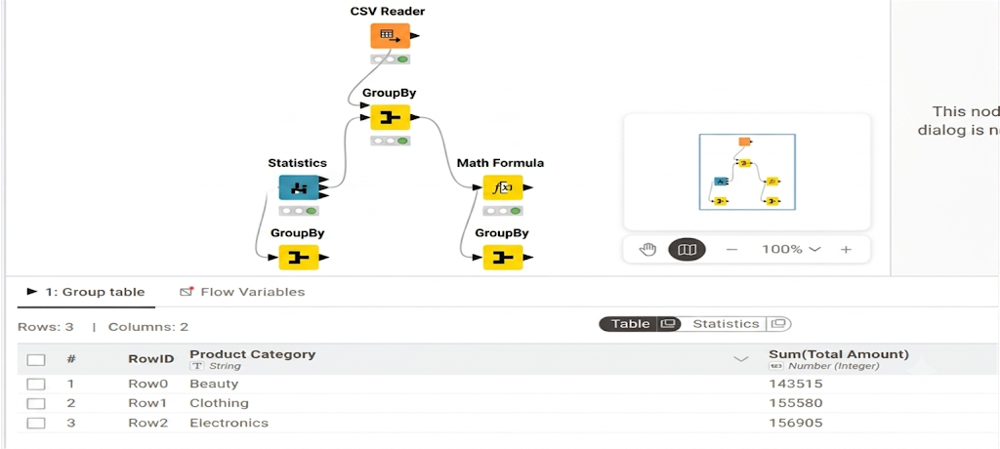 CSV Reader
GroupBy
This nod
dialog is n
Statistics
Math Formula
GroupBy
GroupBy
100%
1: Group table
Flow Variables
Rows: 3 | Columns: 2
Table
Statistics
# RowID Product Category Sum(Total Amount)
T String Number (Integer)
1 Row0 Beauty 143515
2 Row1 Clothing 155580
3 Row2 Electronics 156905